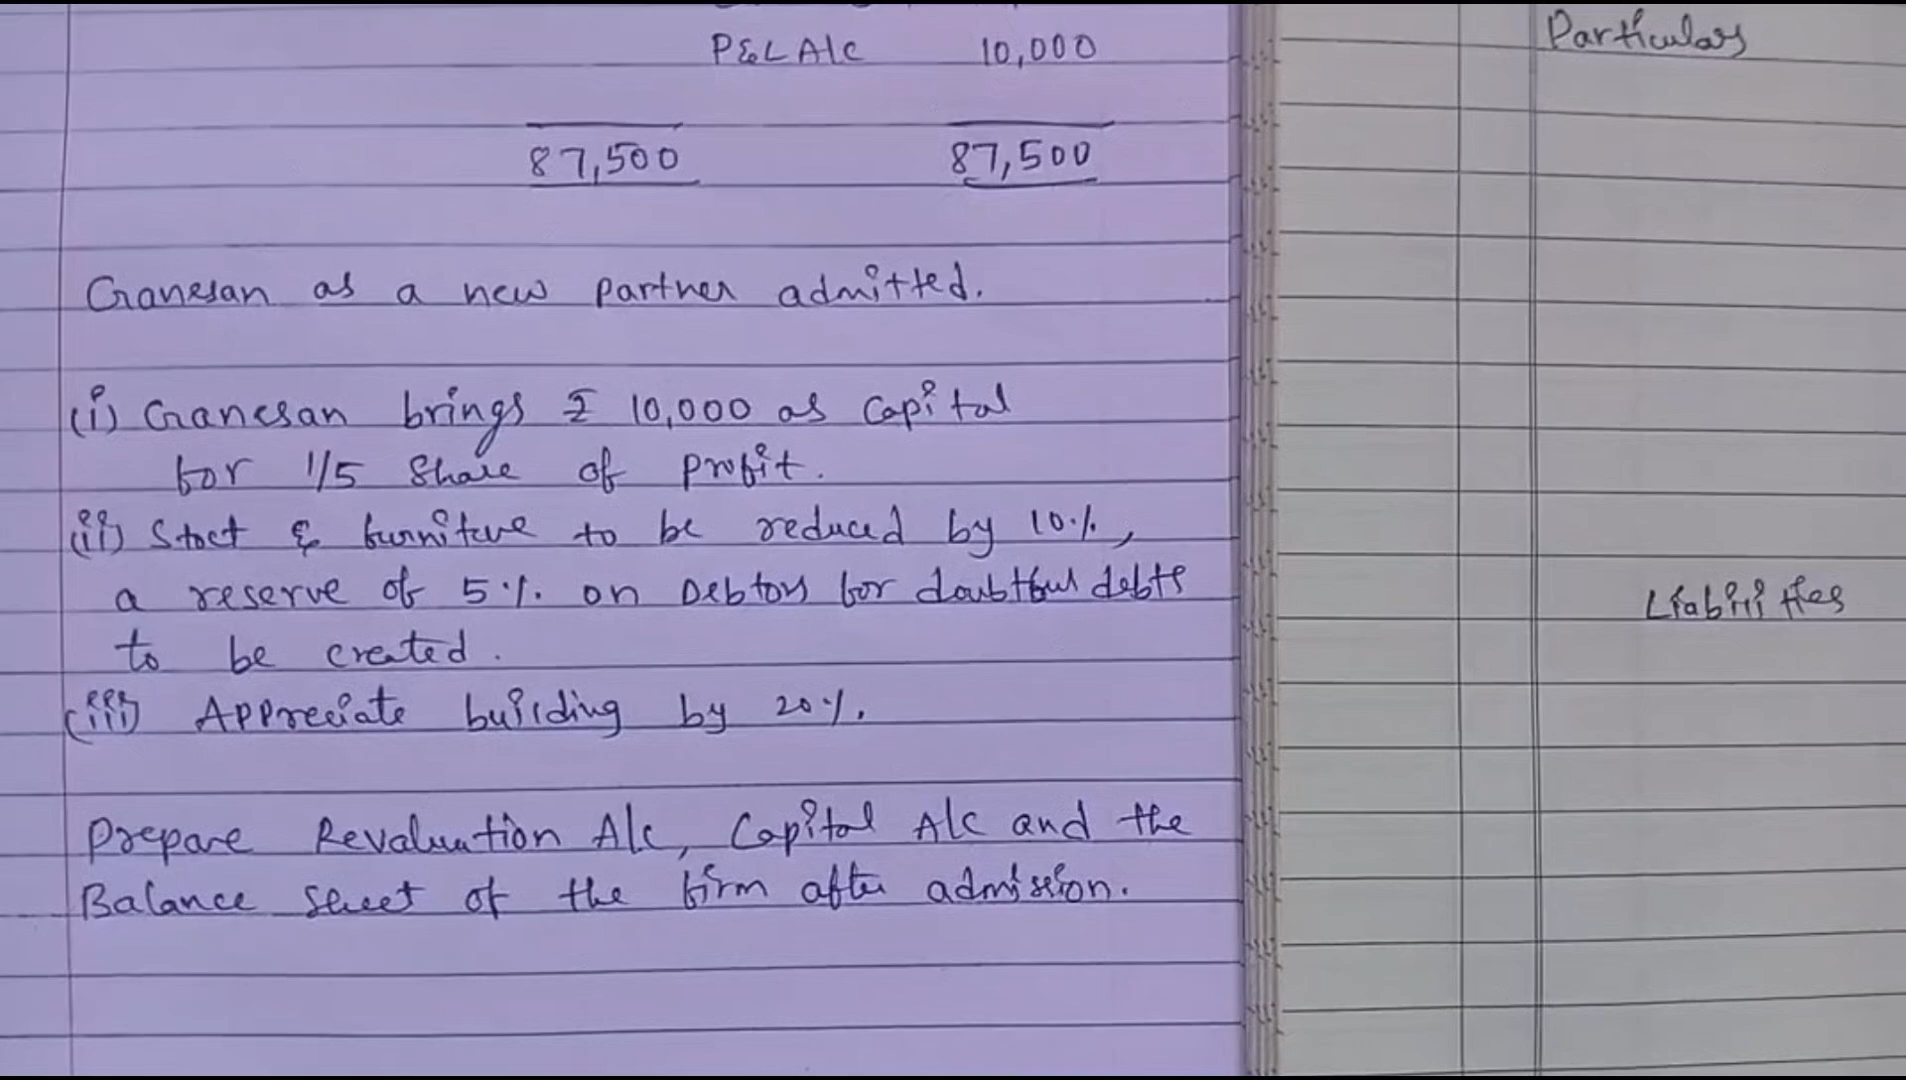 P&L A/c 10,000
87,500 87,500
Ganesan as a new partner admitted.
(i) Ganesan brings ₹ 10,000 as capital
for 1/5 share of profit.
(ii) Stock & furniture to be reduced by 10%,
a reserve of 5% on Debtors for doubtful debts
to be created.
(iii) Appreciate building by 20%.
Prepare Revaluation A/c, Capital A/c and the
Balance sheet of the firm after admission.
Particulars
Liabilities